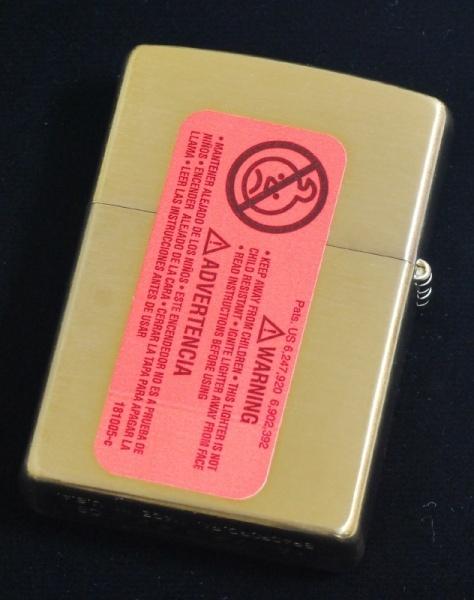 Pats. US 6,247,920 6,902,392
⚠ WARNING
• KEEP AWAY FROM CHILDREN • THIS LIGHTER IS NOT
CHILD RESISTANT • IGNITE LIGHTER AWAY FROM FACE
• READ INSTRUCTIONS BEFORE USING
⚠ ADVERTENCIA
• MANTENER ALEJADO DE LOS NIÑOS • ESTE ENCENDEDOR NO ES A PRUEBA DE
NIÑOS • ENCENDER ALEJADO DE LA CARA • CERRAR LA TAPA PARA APAGAR LA
LLAMA • LEER LAS INSTRUCCIONES ANTES DE USAR
181005-c